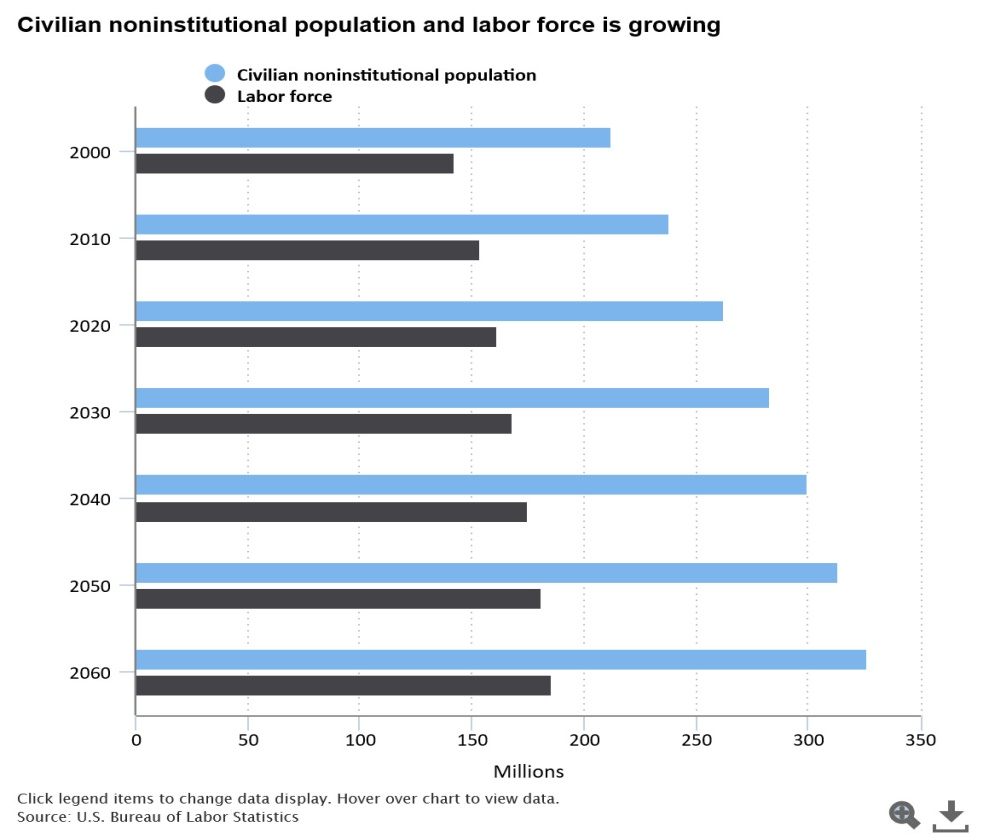 Civilian noninstitutional population and labor force is growing
Civilian noninstitutional population
Labor force
2000
2010
2020
2030
2040
2050
2060
0 50 100 150 200 250 300 350
Millions
Click legend items to change data display. Hover over chart to view data.
Source: U.S. Bureau of Labor Statistics